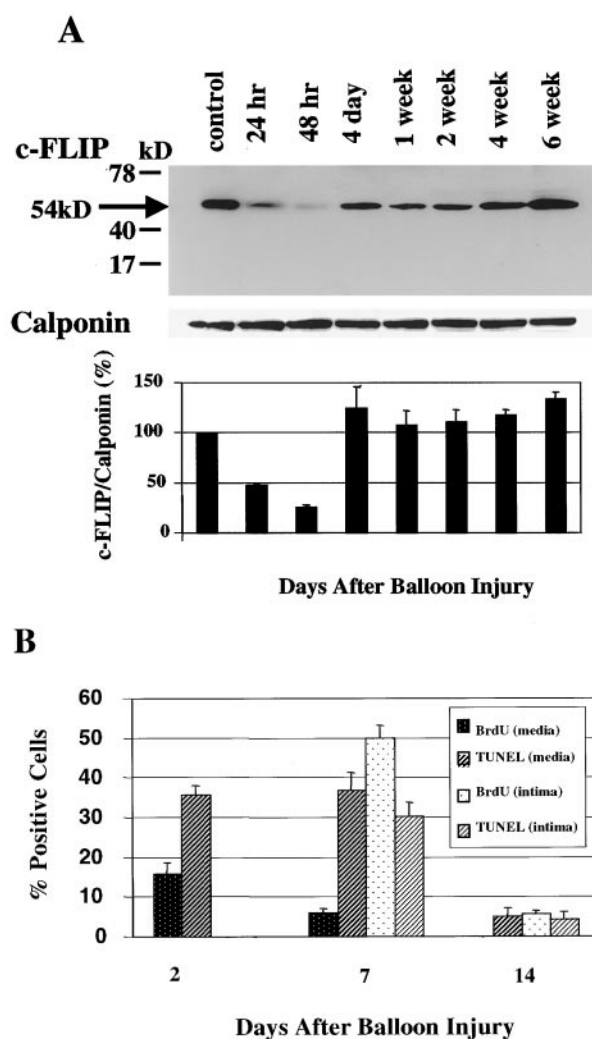 A
control 24 hr 48 hr 4 day 1 week 2 week 4 week 6 week
c-FLIP kD
78
54kD
40
17
Calponin
c-FLIP/Calponin (%)
150
100
50
0
Days After Balloon Injury
B
% Positive Cells
60
50
40
30
20
10
0
BrdU (media)
TUNEL (media)
BrdU (intima)
TUNEL (intima)
2 7 14
Days After Balloon Injury